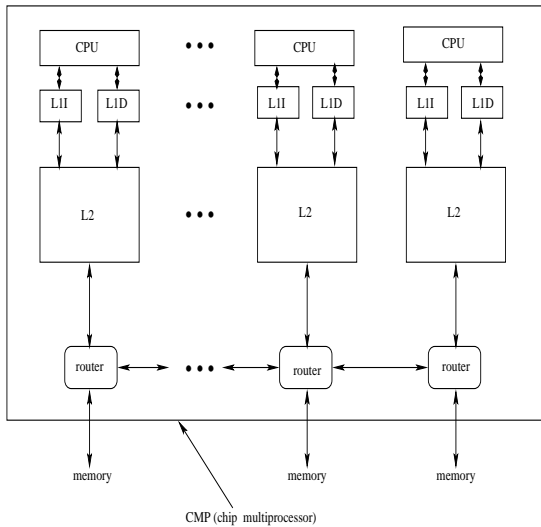 CPU
CPU
CPU
L1I
L1D
L1I
L1D
L1I
L1D
L2
L2
L2
router
router
router
memory
memory
memory
CMP (chip multiprocessor)